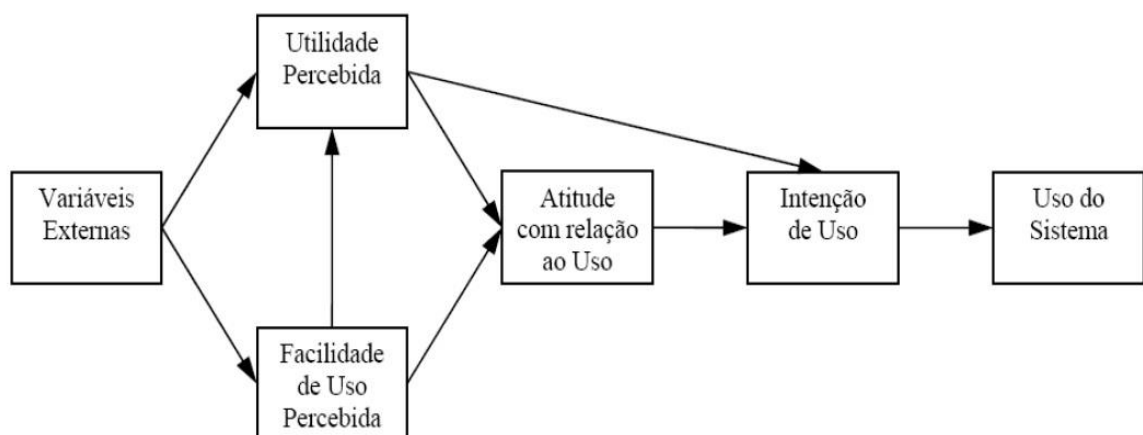 Utilidade
Percebida
Variáveis
Externas
Atitude
com relação
ao Uso
Intenção
de Uso
Uso do
Sistema
Facilidade
de Uso
Percebida